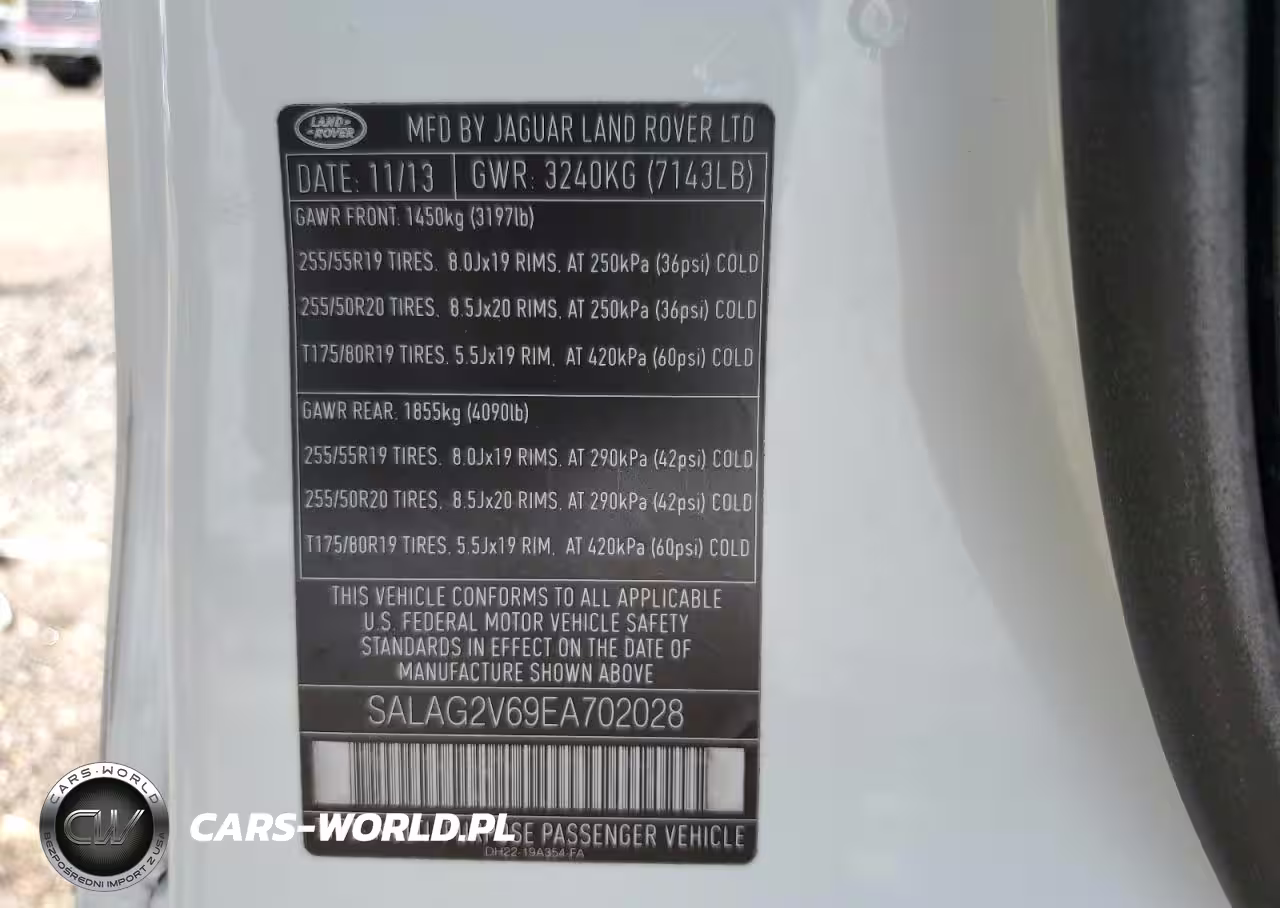 LAND ROVER
MFD BY JAGUAR LAND ROVER LTD
DATE: 11/13 GWR: 3240KG (7143LB)
GAWR FRONT: 1450kg (3197lb)
255/55R19 TIRES, 8.0Jx19 RIMS, AT 250kPa (36psi) COLD
255/50R20 TIRES, 8.5Jx20 RIMS, AT 250kPa (36psi) COLD
T175/80R19 TIRES, 5.5Jx19 RIM, AT 420kPa (60psi) COLD
GAWR REAR: 1855kg (4090lb)
255/55R19 TIRES, 8.0Jx19 RIMS, AT 290kPa (42psi) COLD
255/50R20 TIRES, 8.5Jx20 RIMS, AT 290kPa (42psi) COLD
T175/80R19 TIRES, 5.5Jx19 RIM, AT 420kPa (60psi) COLD
THIS VEHICLE CONFORMS TO ALL APPLICABLE
U.S. FEDERAL MOTOR VEHICLE SAFETY
STANDARDS IN EFFECT ON THE DATE OF
MANUFACTURE SHOWN ABOVE
SALAG2V69EA702028
PASSENGER VEHICLE
DH22-19A354-FA
CARS-WORLD
CW
BEZPOŚREDNI IMPORT Z USA
CARS-WORLD.PL